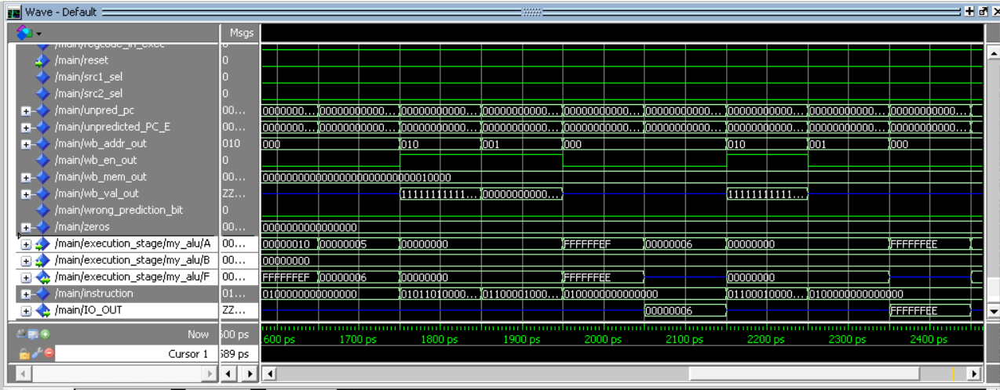 Wave - Default
Msgs
/main/regcode_in_exec 0
/main/reset 0
/main/src1_sel 0
/main/src2_sel 0
/main/unpred_pc 00... 0000000... 00000000000... 00000000000... 00000000000... 00000000000... 00000000000... 00000000000... 00000000000... 00000000000...
/main/unpredicted_PC_E 00... 0000000... 00000000000... 00000000000... 00000000000... 00000000000... 00000000000... 00000000000... 00000000000... 00000000000...
/main/wb_addr_out 010 000 010 001 000 010 001 000
/main/wb_en_out 0
/main/wb_mem_out 00...
/main/wb_val_out ZZ... 11111111111... 00000000000... 11111111111...
/main/wrong_prediction_bit 0
/main/zeros 00... 0000000000000000
/main/execution_stage/my_alu/A 00... 00000010 00000005 00000000 FFFFFFEF 00000006 00000000 FFFFFFEE
/main/execution_stage/my_alu/B 00... 00000000
/main/execution_stage/my_alu/F 00... FFFFFFEF 00000006 00000000 FFFFFFEE 00000000
/main/instruction 01... 0100000000000000 01011010000... 01100001000... 0100000000000000 01100010000... 0100000000000000
/main/IO_OUT ZZ... 00000006 FFFFFFEE
Now 500 ps 600 ps 1700 ps 1800 ps 1900 ps 2000 ps 2100 ps 2200 ps 2300 ps 2400 ps
Cursor 1 589 ps